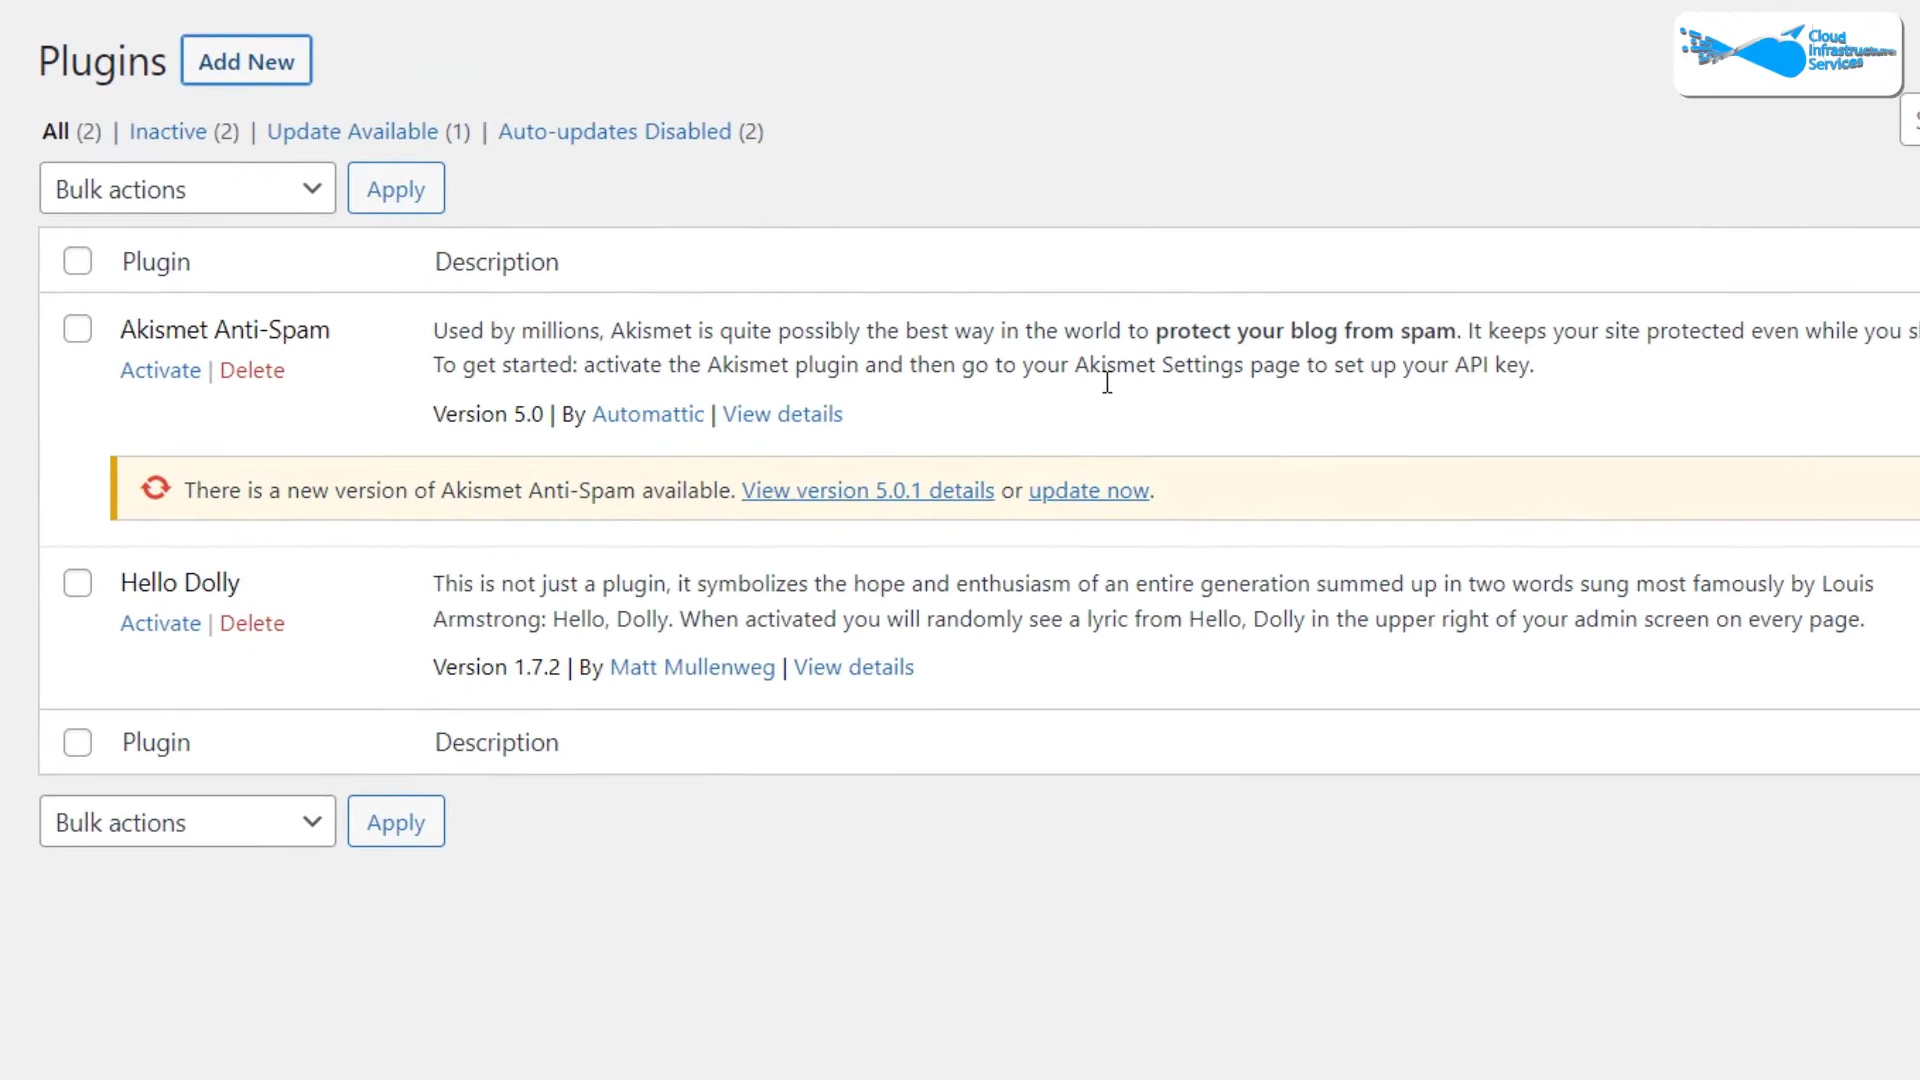 Plugins Add New
Cloud
Infrastructure
Services
All (2) | Inactive (2) | Update Available (1) | Auto-updates Disabled (2)
Bulk actions Apply
Plugin Description
Akismet Anti-Spam Used by millions, Akismet is quite possibly the best way in the world to protect your blog from spam. It keeps your site protected even while you
Activate | Delete To get started: activate the Akismet plugin and then go to your Akismet Settings page to set up your API key.
Version 5.0 | By Automattic | View details
There is a new version of Akismet Anti-Spam available. View version 5.0.1 details or update now.
Hello Dolly This is not just a plugin, it symbolizes the hope and enthusiasm of an entire generation summed up in two words sung most famously by Louis
Activate | Delete Armstrong: Hello, Dolly. When activated you will randomly see a lyric from Hello, Dolly in the upper right of your admin screen on every page.
Version 1.7.2 | By Matt Mullenweg | View details
Plugin Description
Bulk actions Apply